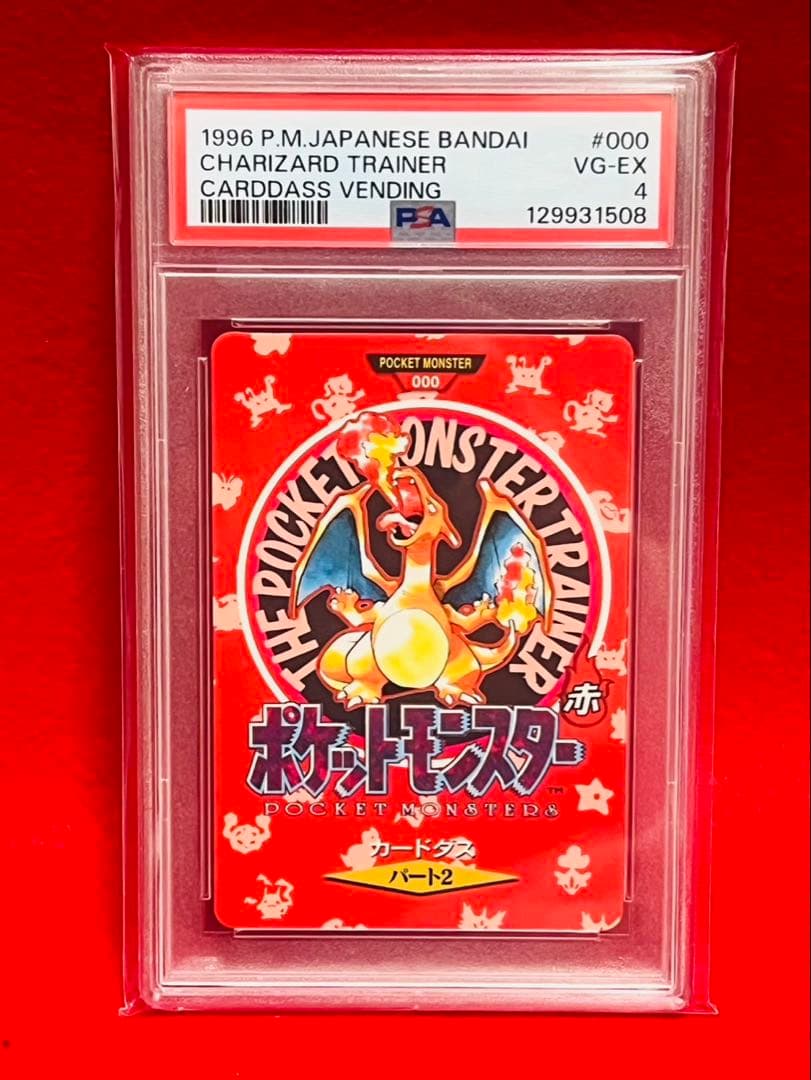 1996 P.M.JAPANESE BANDAI #000
CHARIZARD TRAINER VG-EX
CARDDASS VENDING 4
PSA 129931508
POCKET MONSTER
000
THE POCKET MONSTER TRAINER
赤
ポケットモンスター
TM
POCKET MONSTERS
カードダス
パート2